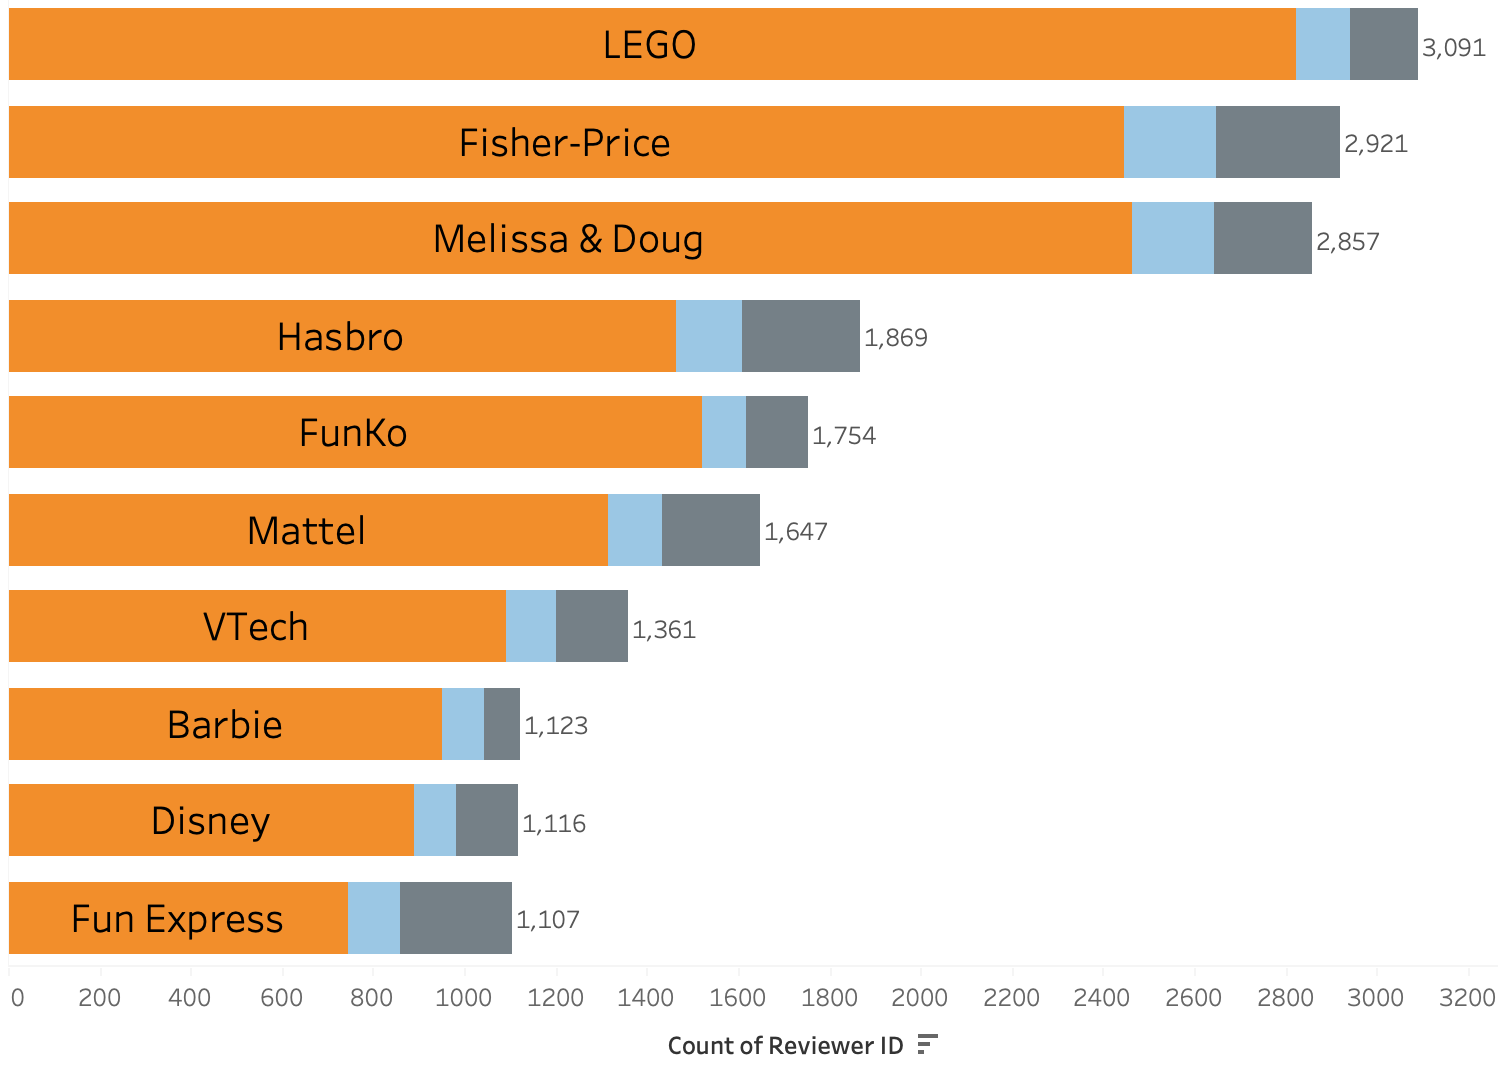 LEGO 3,091
Fisher-Price 2,921
Melissa & Doug 2,857
Hasbro 1,869
FunKo 1,754
Mattel 1,647
VTech 1,361
Barbie 1,123
Disney 1,116
Fun Express 1,107
0 200 400 600 800 1000 1200 1400 1600 1800 2000 2200 2400 2600 2800 3000 3200
Count of Reviewer ID